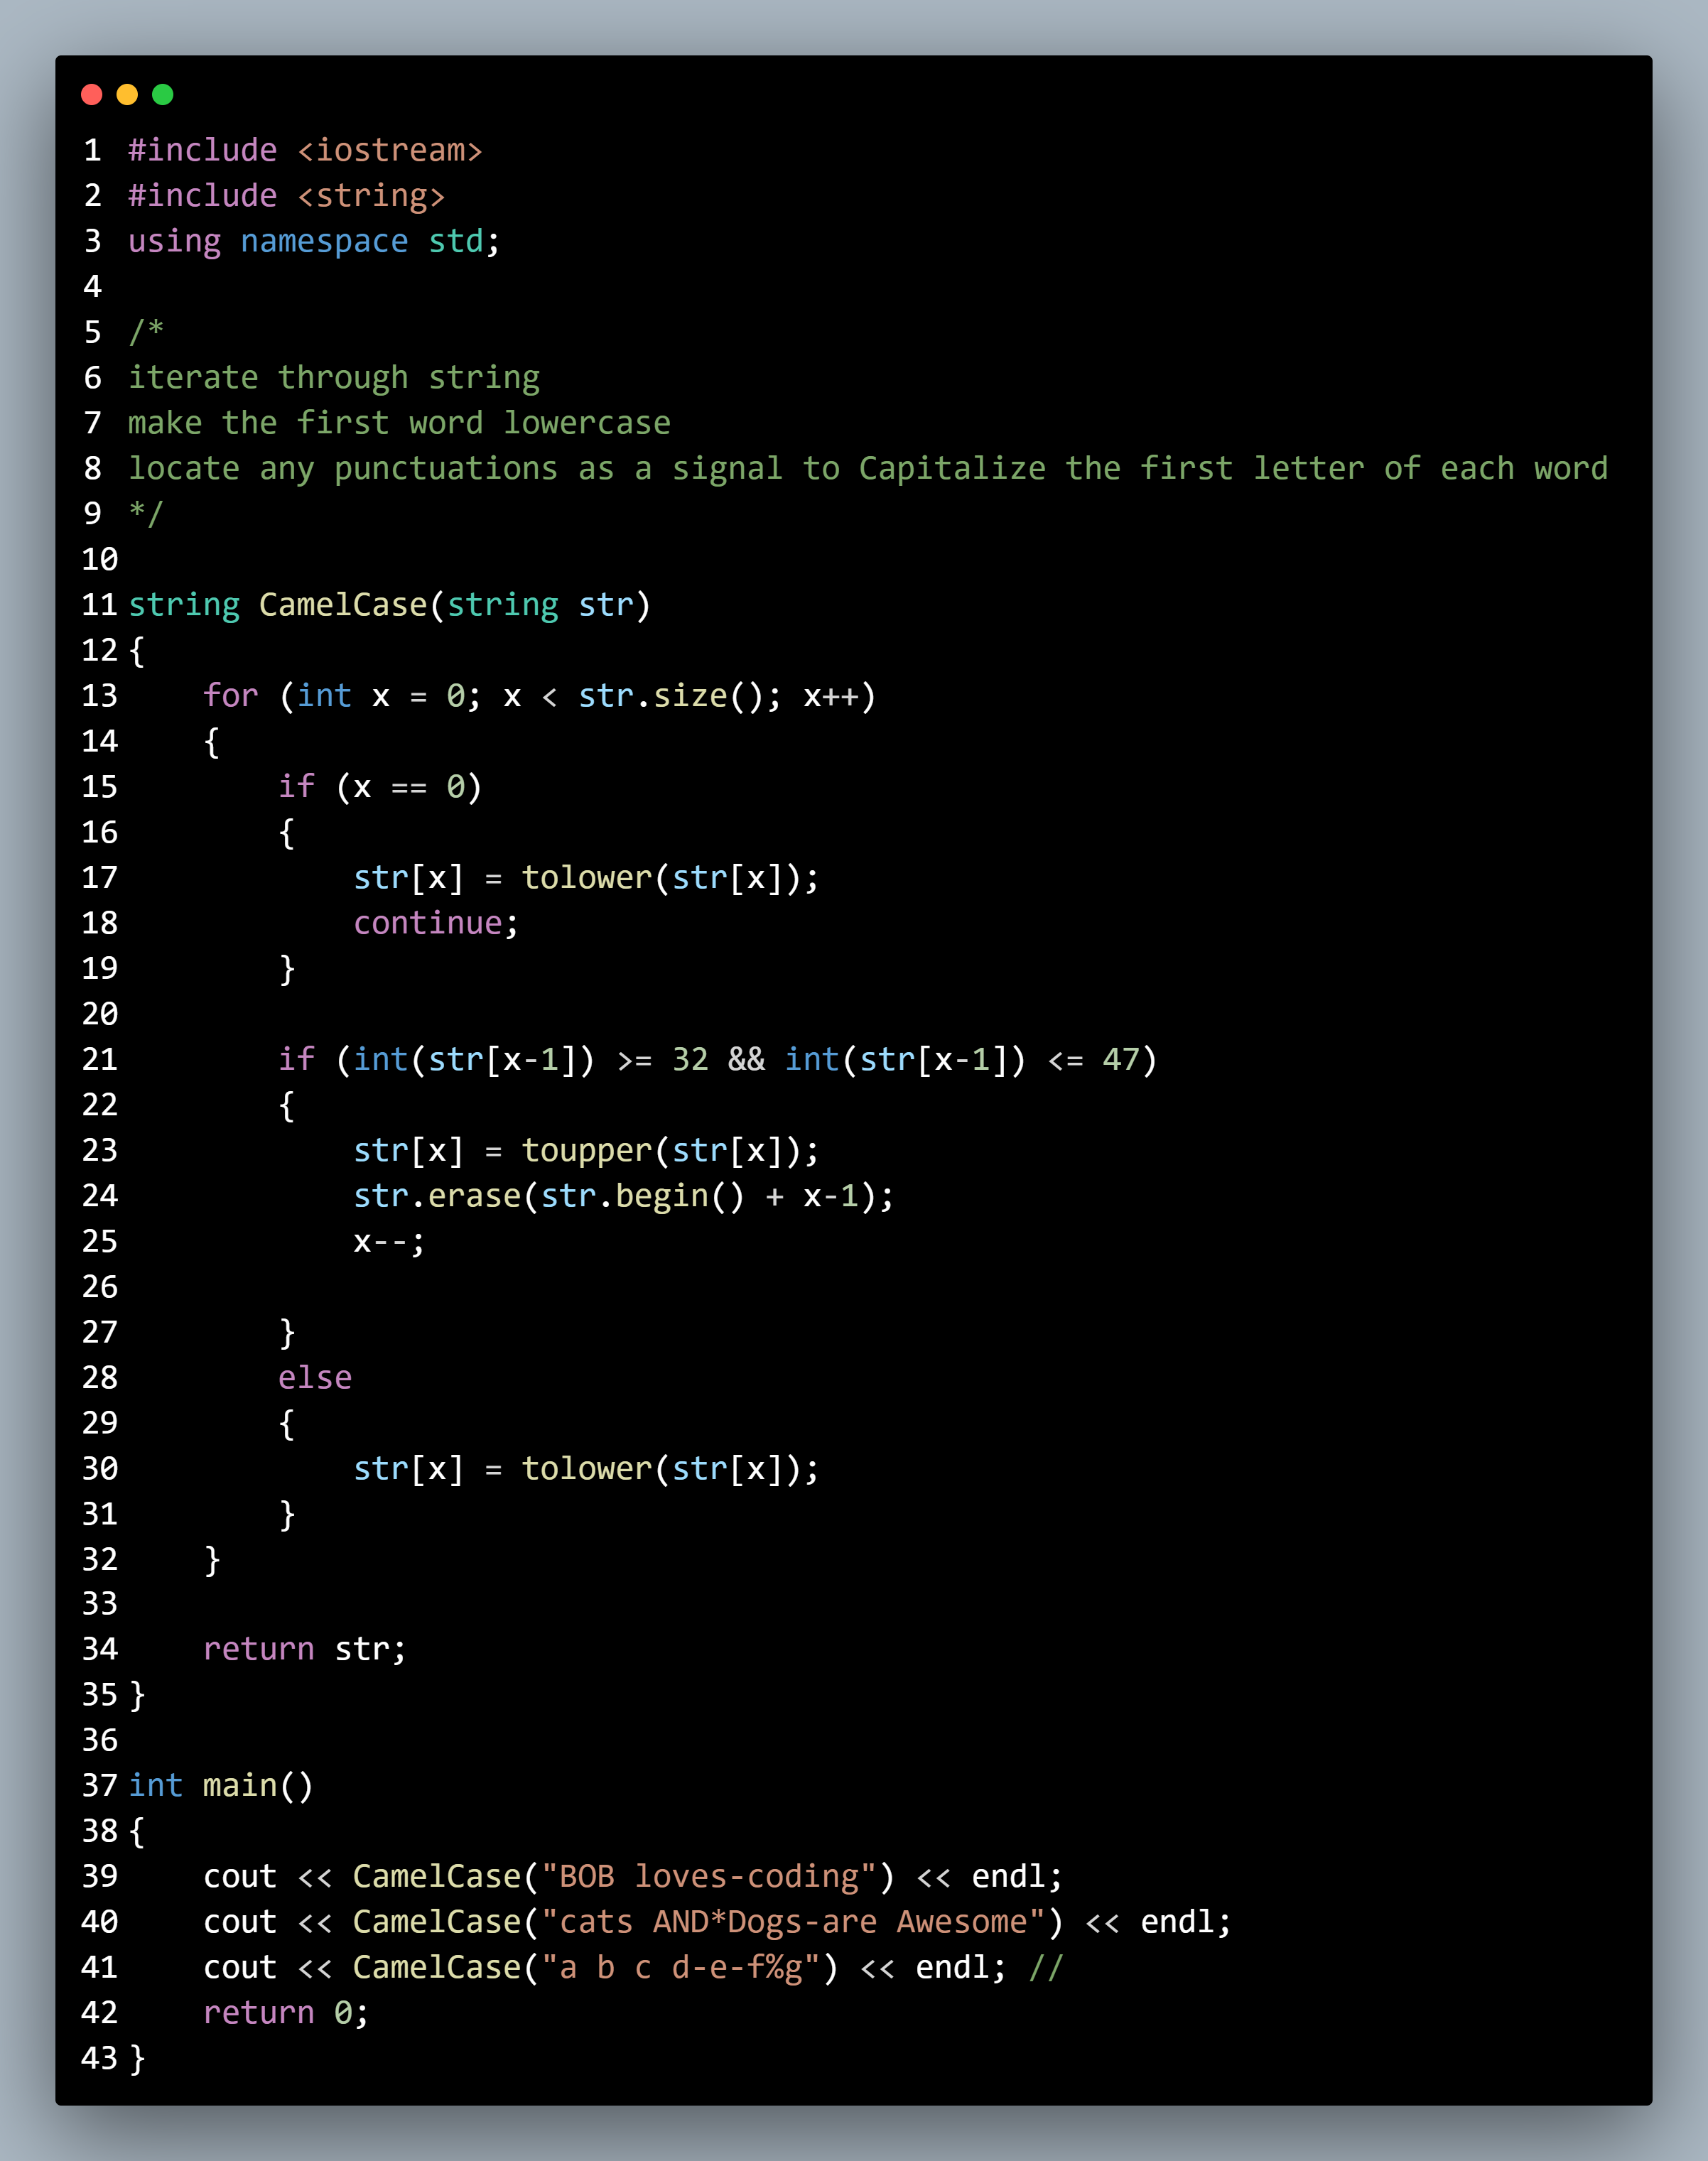 1 #include <iostream>
2 #include <string>
3 using namespace std;
4
5 /*
6 iterate through string
7 make the first word lowercase
8 locate any punctuations as a signal to Capitalize the first letter of each word
9 */
10
11 string CamelCase(string str)
12 {
13     for (int x = 0; x < str.size(); x++)
14     {
15         if (x == 0)
16         {
17             str[x] = tolower(str[x]);
18             continue;
19         }
20
21         if (int(str[x-1]) >= 32 && int(str[x-1]) <= 47)
22         {
23             str[x] = toupper(str[x]);
24             str.erase(str.begin() + x-1);
25             x--;
26
27         }
28         else
29         {
30             str[x] = tolower(str[x]);
31         }
32     }
33
34     return str;
35 }
36
37 int main()
38 {
39     cout << CamelCase("BOB loves-coding") << endl;
40     cout << CamelCase("cats AND*Dogs-are Awesome") << endl;
41     cout << CamelCase("a b c d-e-f%g") << endl; //
42     return 0;
43 }